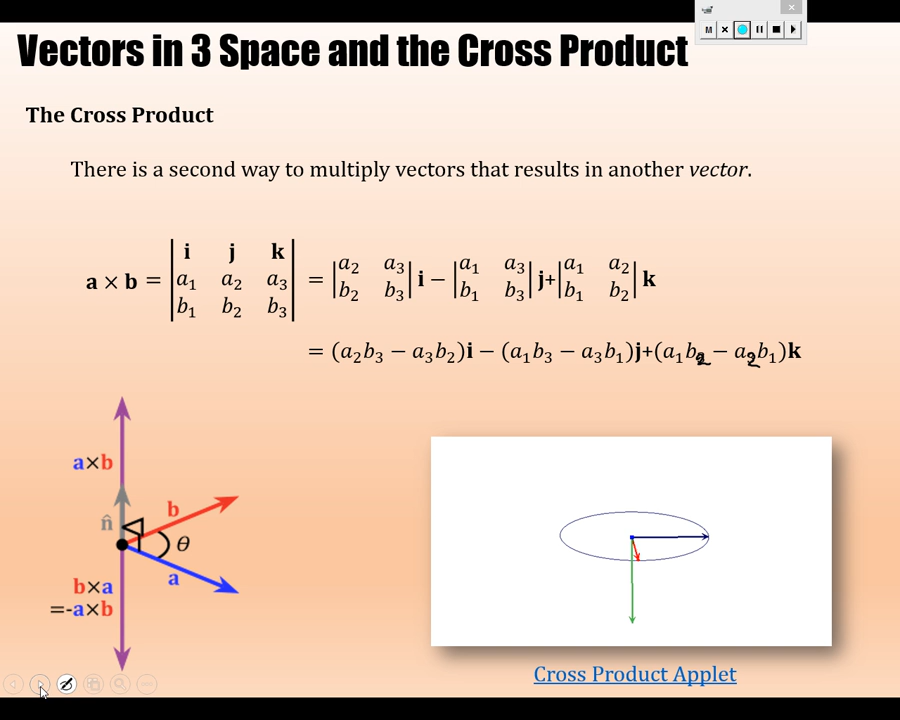 Vectors in 3 Space and the Cross Product
M
The Cross Product
There is a second way to multiply vectors that results in another vector.
a × b = | i j k | = |a₂ a₃| i − |a₁ a₃| j+ |a₁ a₂| k
|a₁ a₂ a₃| |b₂ b₃| |b₁ b₃| |b₁ b₂|
|b₁ b₂ b₃|
= (a₂b₃ − a₃b₂)i − (a₁b₃ − a₃b₁)j+(a₁b₂ − a₂b₁)k
a×b
n̂
b
θ
a
b×a
=-a×b
Cross Product Applet